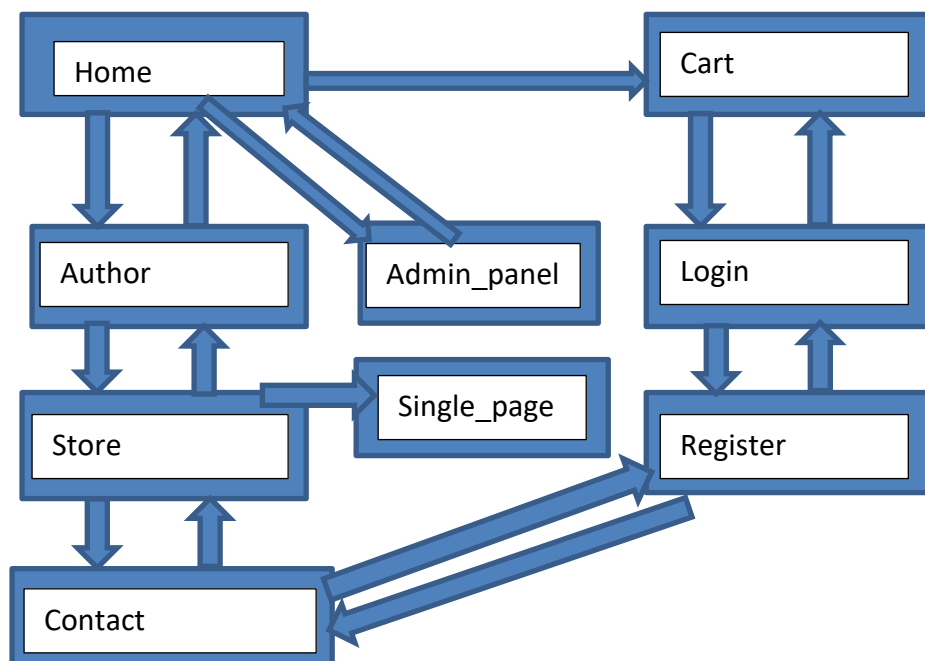 Home
Cart
Author
Admin_panel
Login
Store
Single_page
Register
Contact